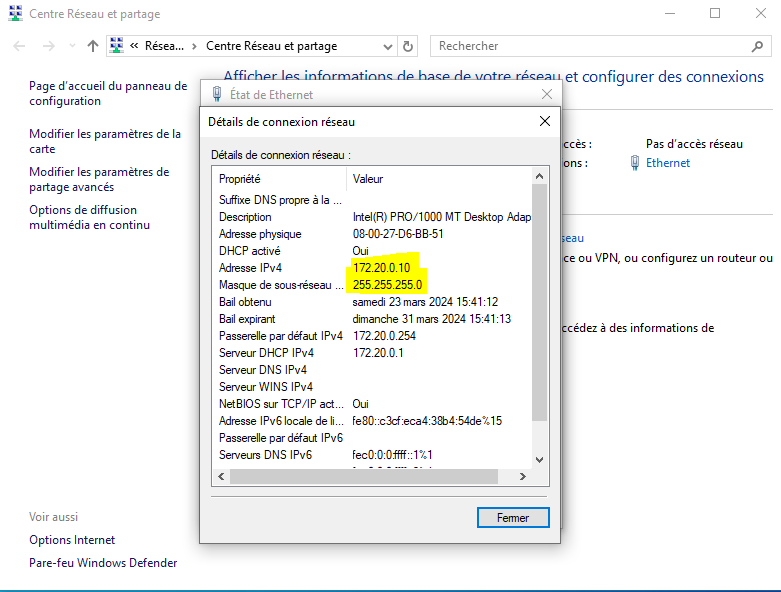 Centre Réseau et partage
« Résea... › Centre Réseau et partage
Rechercher
Page d'accueil du panneau de
configuration
Modifier les paramètres de la
carte
Modifier les paramètres de
partage avancés
Options de diffusion
multimédia en continu
Voir aussi
Options Internet
Pare-feu Windows Defender
Afficher les informations de base de votre réseau et configurer des connexions
État de Ethernet
Détails de connexion réseau
Détails de connexion réseau :
Propriété Valeur
Suffixe DNS propre à la ...
Description Intel(R) PRO/1000 MT Desktop Adap
Adresse physique 08-00-27-D6-BB-51
DHCP activé Oui
Adresse IPv4 172.20.0.10
Masque de sous-réseau ... 255.255.255.0
Bail obtenu samedi 23 mars 2024 15:41:12
Bail expirant dimanche 31 mars 2024 15:41:13
Passerelle par défaut IPv4 172.20.0.254
Serveur DHCP IPv4 172.20.0.1
Serveur DNS IPv4
Serveur WINS IPv4
NetBIOS sur TCP/IP act... Oui
Adresse IPv6 locale de li... fe80::c3cf:eca4:38b4:54de%15
Passerelle par défaut IPv6
Serveurs DNS IPv6 fec0:0:0:ffff::1%1
Fermer
ccès : Pas d'accès réseau
ons : Ethernet
seau
ce ou VPN, ou configurez un routeur ou
ccédez à des informations de